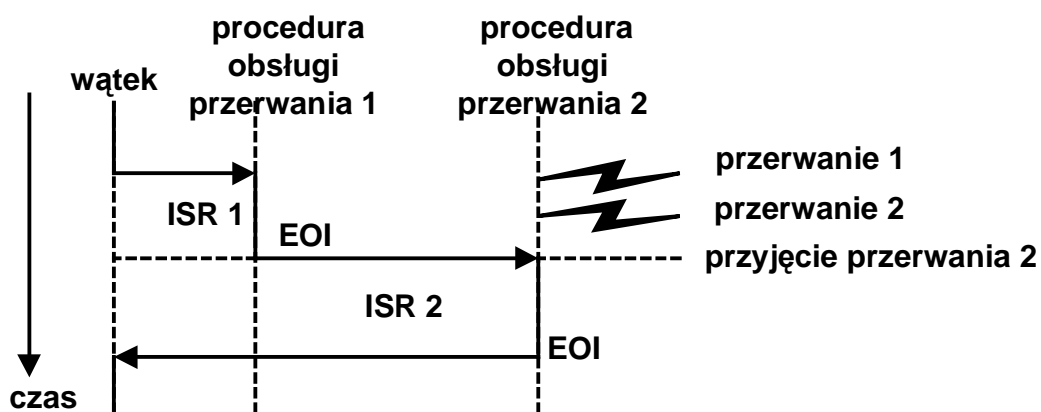 procedura
obsługi
przerwania 1
procedura
obsługi
przerwania 2
wątek
przerwanie 1
ISR 1
przerwanie 2
EOI
przyjęcie przerwania 2
ISR 2
EOI
czas